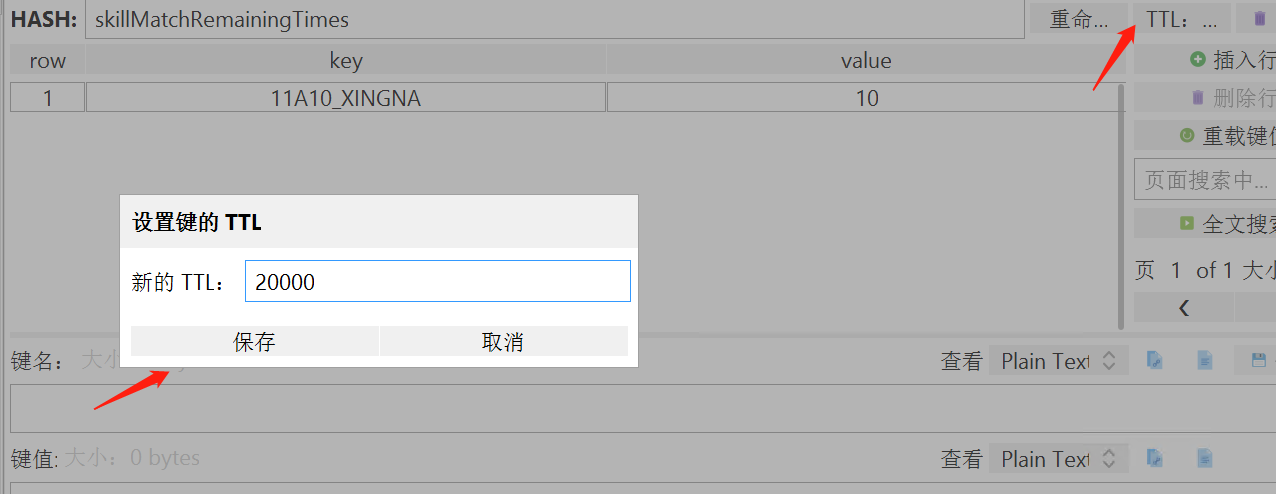 HASH: skillMatchRemainingTimes 重命... TTL: ...
row key value
插入行
1 11A10_XINGNA 10
删除行
重载键值
页面搜索中...
全文搜索
设置键的 TTL
新的 TTL: 20000
页 1 of 1 大小
保存 取消
键名: 大小: 查看 Plain Text
键值: 大小: 0 bytes 查看 Plain Text